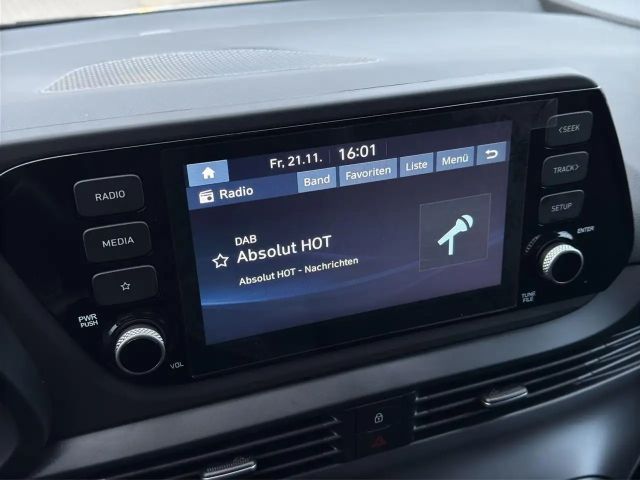 Fr, 21.11. 16:01
Radio Band Favoriten Liste Menü
DAB
Absolut HOT
Absolut HOT - Nachrichten
RADIO
MEDIA
PWR
PUSH
VOL
<SEEK
TRACK>
SETUP
ENTER
TUNE
FILE